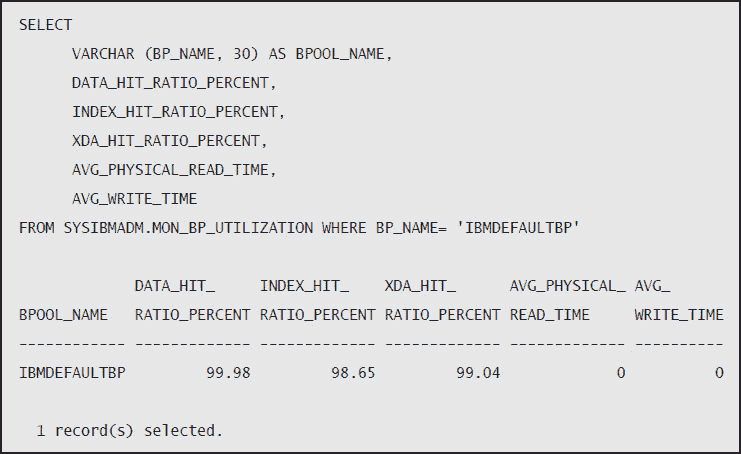 SELECT
VARCHAR (BP_NAME, 30) AS BPOOL_NAME,
DATA_HIT_RATIO_PERCENT,
INDEX_HIT_RATIO_PERCENT,
XDA_HIT_RATIO_PERCENT,
AVG_PHYSICAL_READ_TIME,
AVG_WRITE_TIME
FROM SYSIBMADM.MON_BP_UTILIZATION WHERE BP_NAME= 'IBMDEFAULTBP'
DATA_HIT_ INDEX_HIT_ XDA_HIT_ AVG_PHYSICAL_ AVG_
BPOOL_NAME RATIO_PERCENT RATIO_PERCENT RATIO_PERCENT READ_TIME WRITE_TIME
------------ ------------- ------------- ------------- ------------- ----------
IBMDEFAULTBP 99.98 98.65 99.04 0 0
1 record(s) selected.